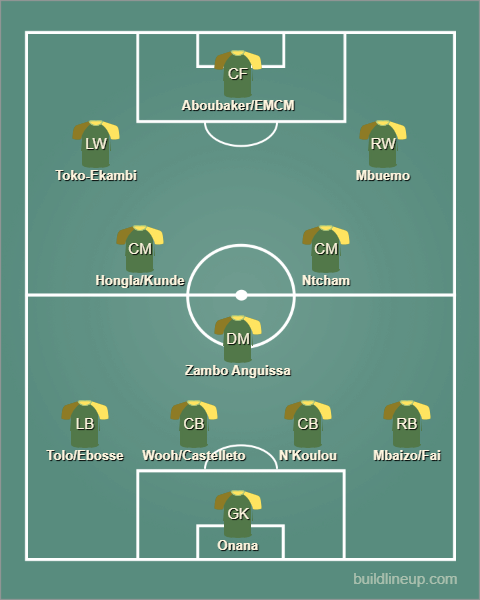 CF
Aboubaker/EMCM
LW
RW
Toko-Ekambi
Mbuemo
CM
CM
Hongla/Kunde
Ntcham
DM
Zambo Anguissa
LB
CB
CB
RB
Tolo/Ebosse
Wooh/Castelleto
N'Koulou
Mbaizo/Fai
GK
Onana
buildlineup.com